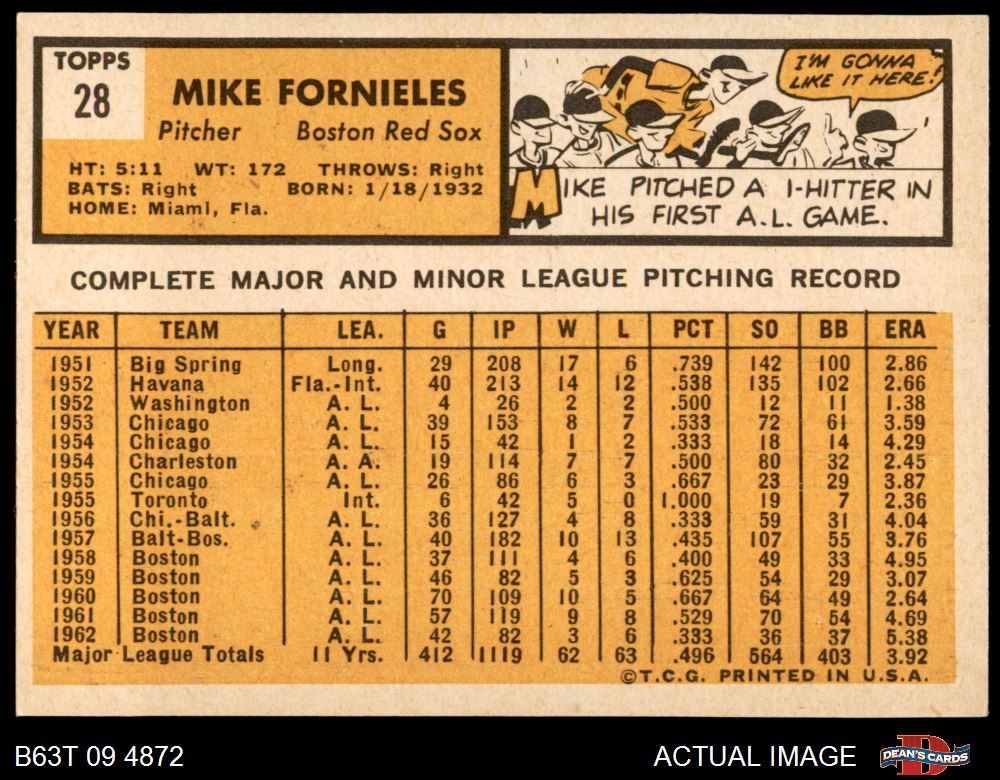 TOPPS
28
MIKE FORNIELES
Pitcher Boston Red Sox
HT: 5:11 WT: 172 THROWS: Right
BATS: Right BORN: 1/18/1932
HOME: Miami, Fla.
I'M GONNA
LIKE IT HERE!
MIKE PITCHED A 1-HITTER IN
HIS FIRST A.L. GAME.
COMPLETE MAJOR AND MINOR LEAGUE PITCHING RECORD
YEAR TEAM LEA. G IP W L PCT SO BB ERA
1951 Big Spring Long. 29 208 17 6 .739 142 100 2.86
1952 Havana Fla.-Int. 40 213 14 12 .538 135 102 2.66
1952 Washington A. L. 4 26 2 2 .500 12 11 1.38
1953 Chicago A. L. 39 153 8 7 .533 72 61 3.59
1954 Chicago A. L. 15 42 1 2 .333 18 14 4.29
1954 Charleston A. A. 19 114 7 7 .500 80 32 2.45
1955 Chicago A. L. 26 86 6 3 .667 23 29 3.87
1955 Toronto Int. 6 42 5 0 1.000 19 7 2.36
1956 Chi.-Balt. A. L. 36 127 4 8 .333 59 31 4.04
1957 Balt-Bos. A. L. 40 182 10 13 .435 107 55 3.76
1958 Boston A. L. 37 111 4 6 .400 49 33 4.95
1959 Boston A. L. 46 82 5 3 .625 54 29 3.07
1960 Boston A. L. 70 109 10 5 .667 64 49 2.64
1961 Boston A. L. 57 119 9 8 .529 70 54 4.69
1962 Boston A. L. 42 82 3 6 .333 36 37 5.38
Major League Totals 11 Yrs. 412 1119 62 63 .496 564 403 3.92
©T.C.G. PRINTED IN U.S.A.
B63T 09 4872 ACTUAL IMAGE DEAN'S CARDS